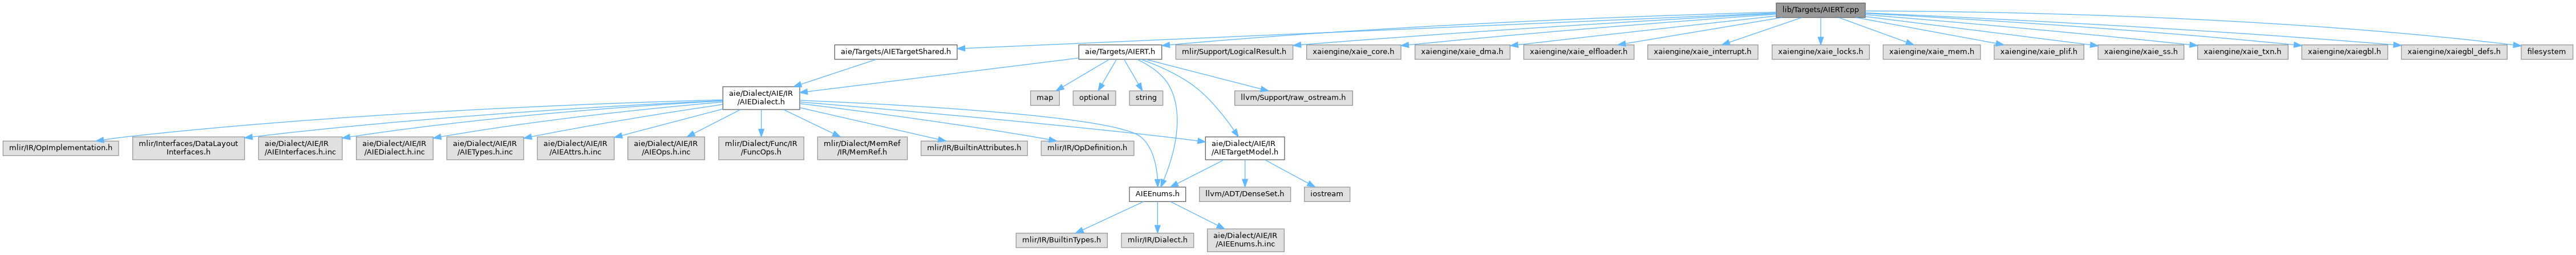 lib/Targets/AIERT.cpp
aie/Targets/AIETargetShared.h
aie/Targets/AIERT.h
mlir/Support/LogicalResult.h
xaiengine/xaie_core.h
xaiengine/xaie_dma.h
xaiengine/xaie_elfloader.h
xaiengine/xaie_interrupt.h
xaiengine/xaie_locks.h
xaiengine/xaie_mem.h
xaiengine/xaie_plif.h
xaiengine/xaie_ss.h
xaiengine/xaie_txn.h
xaiengine/xaiegbl.h
xaiengine/xaiegbl_defs.h
filesystem
aie/Dialect/AIE/IR
/AIEDialect.h
map
optional
string
llvm/Support/raw_ostream.h
mlir/IR/OpImplementation.h
mlir/Interfaces/DataLayout
Interfaces.h
aie/Dialect/AIE/IR
/AIEInterfaces.h.inc
aie/Dialect/AIE/IR
/AIEDialect.h.inc
aie/Dialect/AIE/IR
/AIETypes.h.inc
aie/Dialect/AIE/IR
/AIEAttrs.h.inc
aie/Dialect/AIE/IR
/AIEOps.h.inc
mlir/Dialect/Func/IR
/FuncOps.h
mlir/Dialect/MemRef
/IR/MemRef.h
mlir/IR/BuiltinAttributes.h
mlir/IR/OpDefinition.h
aie/Dialect/AIE/IR
/AIETargetModel.h
AIEEnums.h
llvm/ADT/DenseSet.h
iostream
mlir/IR/BuiltinTypes.h
mlir/IR/Dialect.h
aie/Dialect/AIE/IR
/AIEEnums.h.inc